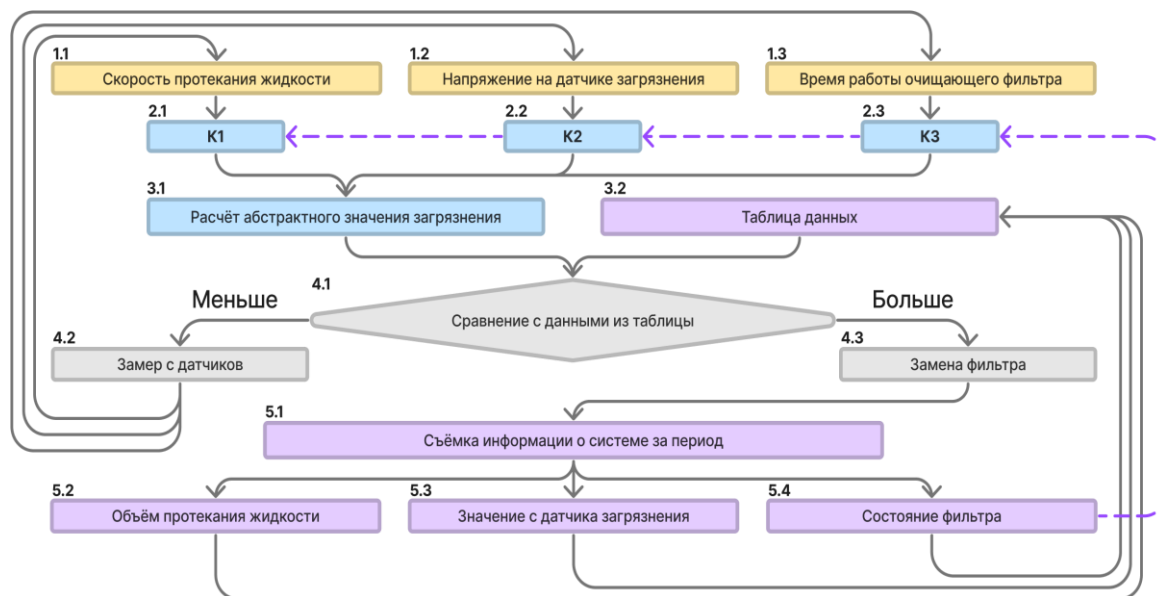 1.1
Скорость протекания жидкости
1.2
Напряжение на датчике загрязнения
1.3
Время работы очищающего фильтра
2.1
К1
2.2
К2
2.3
К3
3.1
Расчёт абстрактного значения загрязнения
3.2
Таблица данных
4.1
Сравнение с данными из таблицы
Меньше
Больше
4.2
Замер с датчиков
4.3
Замена фильтра
5.1
Съёмка информации о системе за период
5.2
Объём протекания жидкости
5.3
Значение с датчика загрязнения
5.4
Состояние фильтра